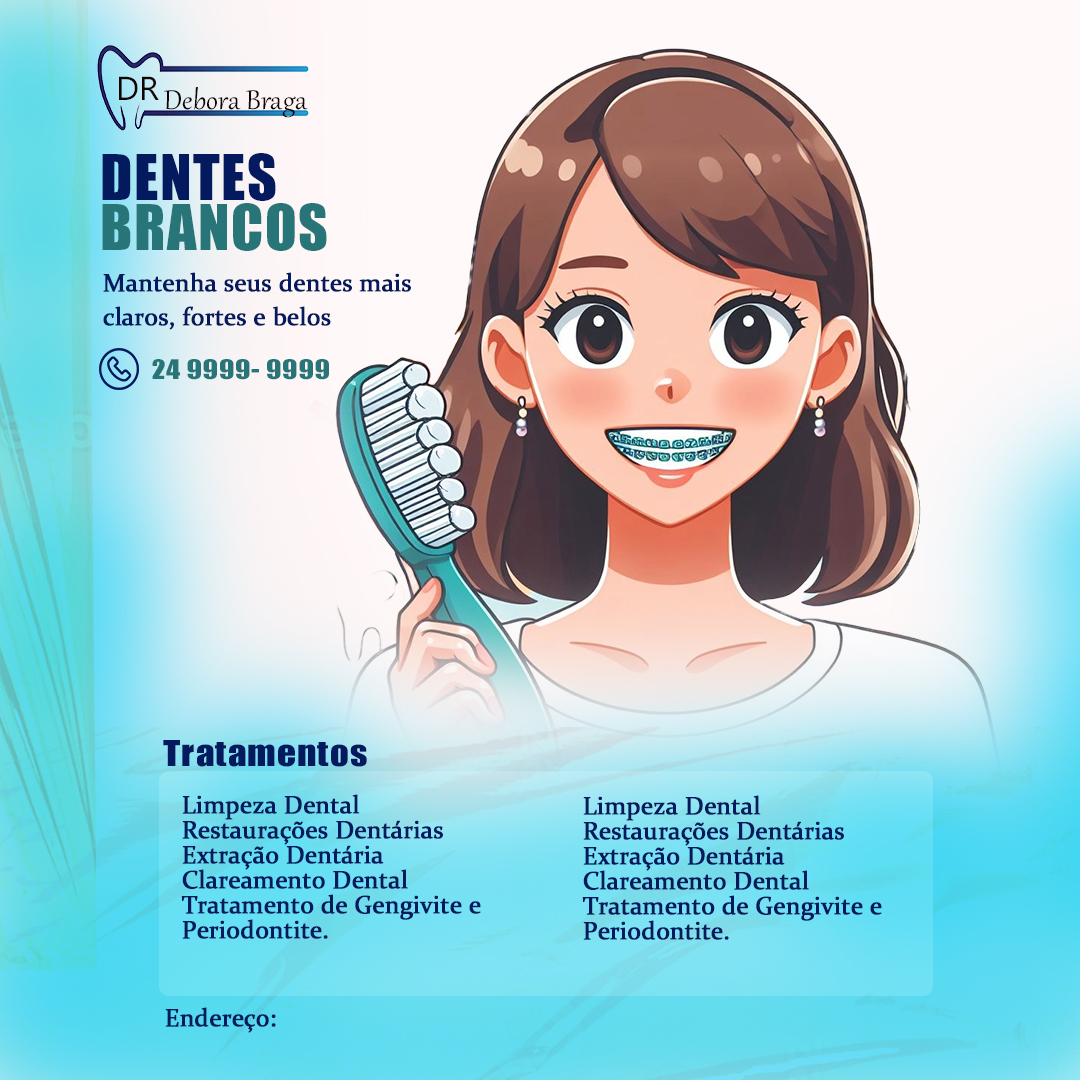 DR Debora Braga
DENTES
BRANCOS
Mantenha seus dentes mais
claros, fortes e belos
24 9999- 9999
Tratamentos
Limpeza Dental
Restaurações Dentárias
Extração Dentária
Clareamento Dental
Tratamento de Gengivite e
Periodontite.
Limpeza Dental
Restaurações Dentárias
Extração Dentária
Clareamento Dental
Tratamento de Gengivite e
Periodontite.
Endereço: